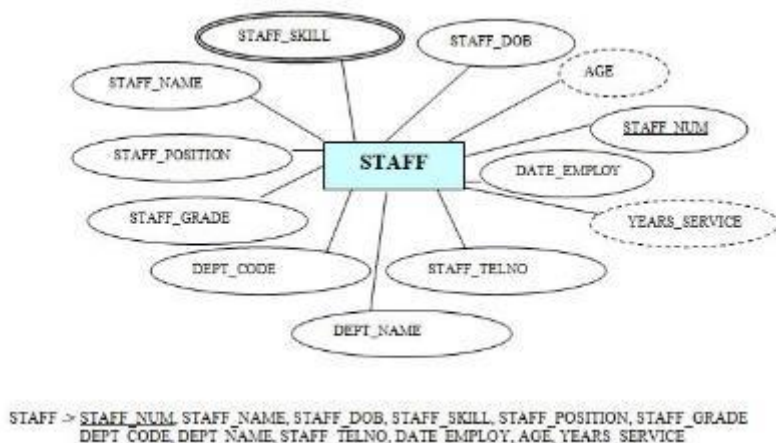 STAFF_SKILL
STAFF_DOB
AGE
STAFF_NAME
STAFF_NUM
STAFF_POSITION
STAFF
DATE_EMPLOY
STAFF_GRADE
YEARS_SERVICE
DEPT_CODE
STAFF_TELNO
DEPT_NAME
STAFF -> STAFF_NUM, STAFF_NAME, STAFF_DOB, STAFF_SKILL, STAFF_POSITION, STAFF_GRADE
DEPT_CODE, DEPT_NAME, STAFF_TELNO, DATE_EMPLOY, AGE, YEARS_SERVICE